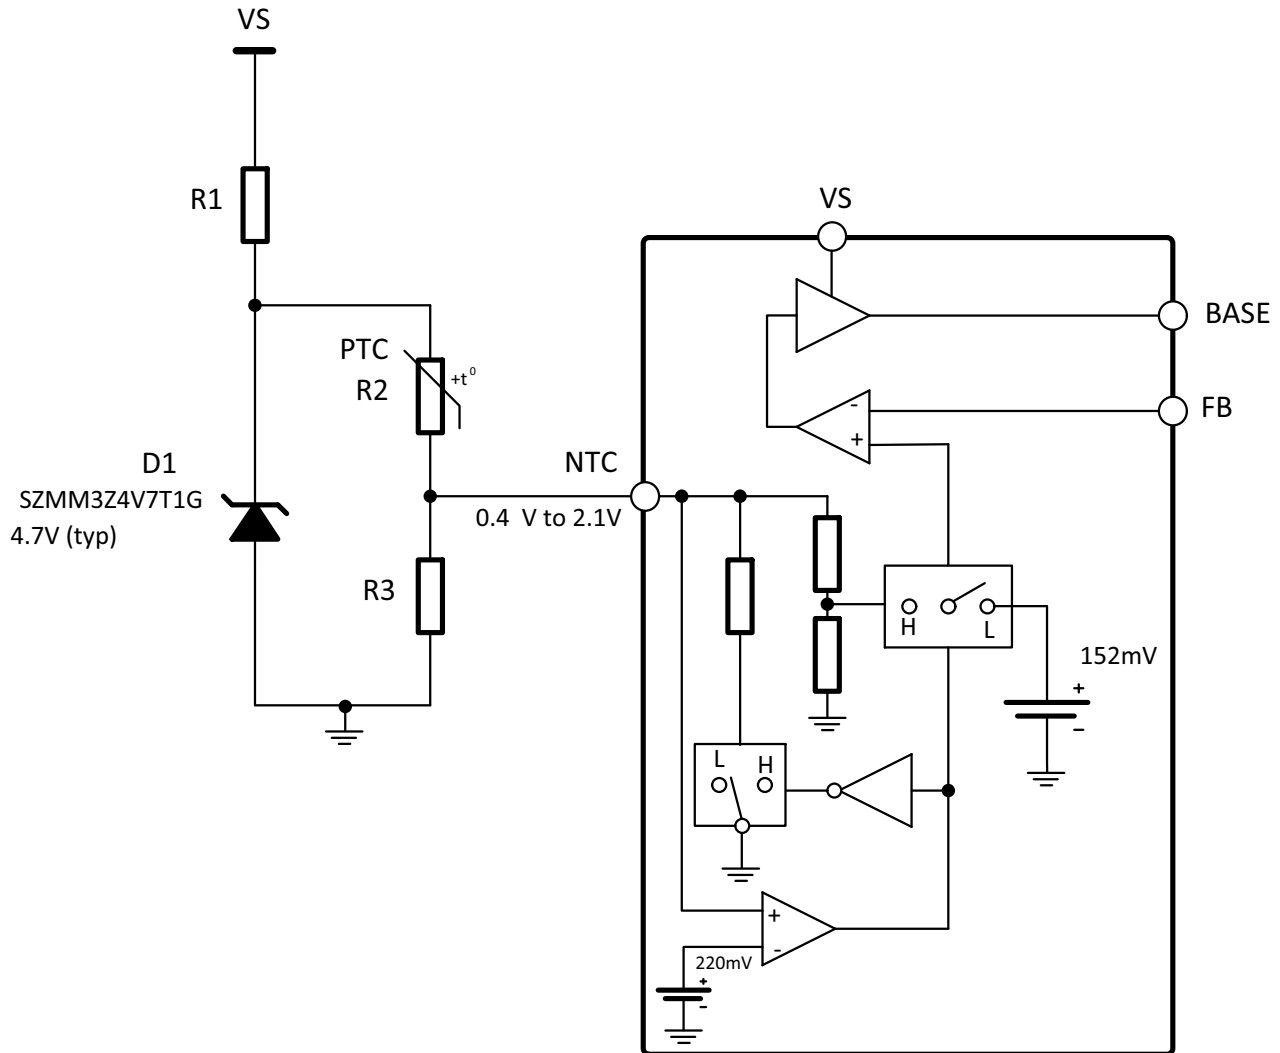 VS
R1
PTC
R2
+t⁰
D1
SZMM3Z4V7T1G
4.7V (typ)
R3
NTC
0.4 V to 2.1V
VS
BASE
-
+
FB
H
L
152mV
+
-
L
H
+
-
220mV
+
-